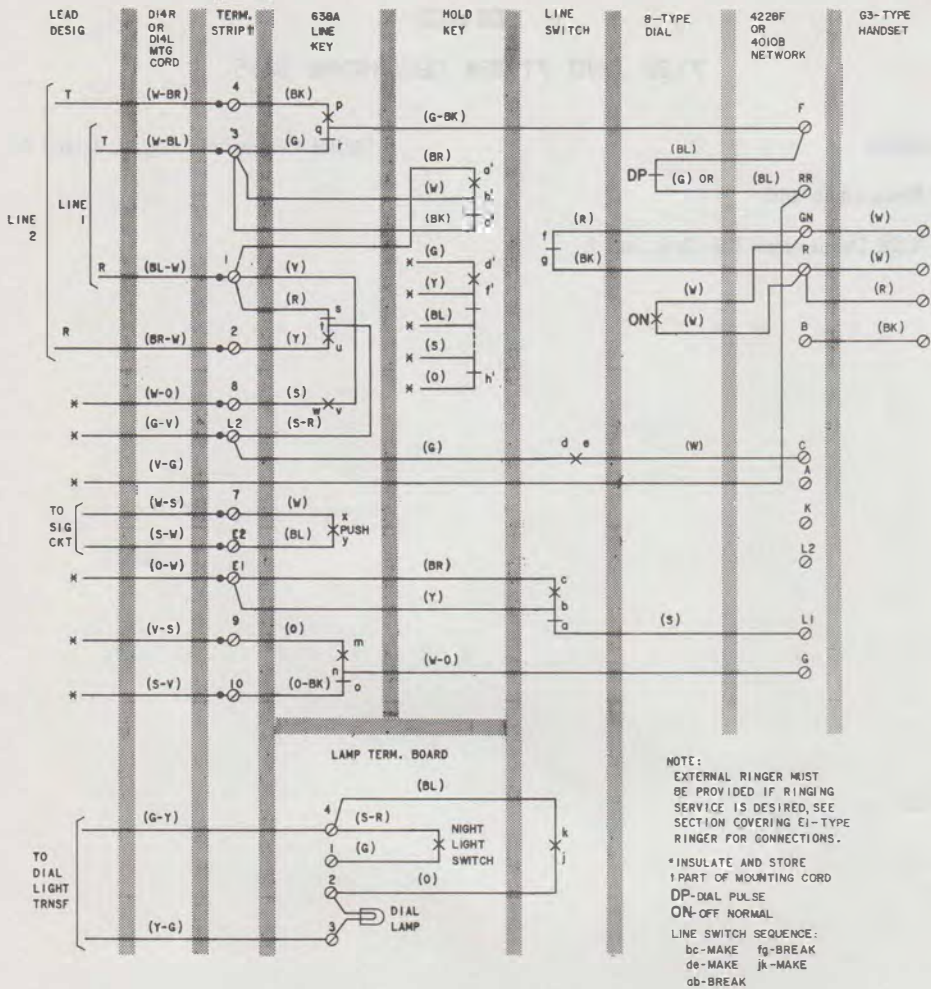 LEAD DESIG
D14R OR D14L MTG CORD
TERM. STRIP†
638A LINE KEY
HOLD KEY
LINE SWITCH
8-TYPE DIAL
4228F OR 4010B NETWORK
G3-TYPE HANDSET
T (W-BR) 4 (BK) p
q (G-BK) F
T (W-BL) 3 (G) r
(BR) a'
(W) b'
(BK) c'
(BL)
DP (G) OR (BL) RR
LINE 1
LINE 2
GN (W)
f (R)
g (BK) R (W)
(R)
R (BL-W) 1 (V)
(G) d'
(Y) f'
(R) s
t
(BL)
(W)
ON (W)
B (BK)
R (BR-W) 2 (Y) u
(S)
(O) h'
* (W-O) 8 (S) w v
* (G-V) L2 (S-R)
(G) d e (W) C
* (V-G) A
TO SIG CKT
(W-S) 7 (W) x
PUSH
(S-W) E2 (BL) y
K
L2
* (O-W) E1 (BR) c
(Y) b
a (S) L1
* (V-S) 9 (O) m
n (W-O) G
* (S-V) 10 (O-BK) o
LAMP TERM. BOARD
(BL)
(G-Y) 4 (S-R)
NIGHT LIGHT SWITCH
1 (G)
k
j
2 (O)
TO DIAL LIGHT TRNSF
DIAL LAMP
(Y-G) 3
NOTE:
EXTERNAL RINGER MUST
BE PROVIDED IF RINGING
SERVICE IS DESIRED, SEE
SECTION COVERING E1-TYPE
RINGER FOR CONNECTIONS.
*INSULATE AND STORE
†PART OF MOUNTING CORD
DP-DIAL PULSE
ON-OFF NORMAL
LINE SWITCH SEQUENCE:
bc-MAKE fg-BREAK
de-MAKE jk-MAKE
ab-BREAK